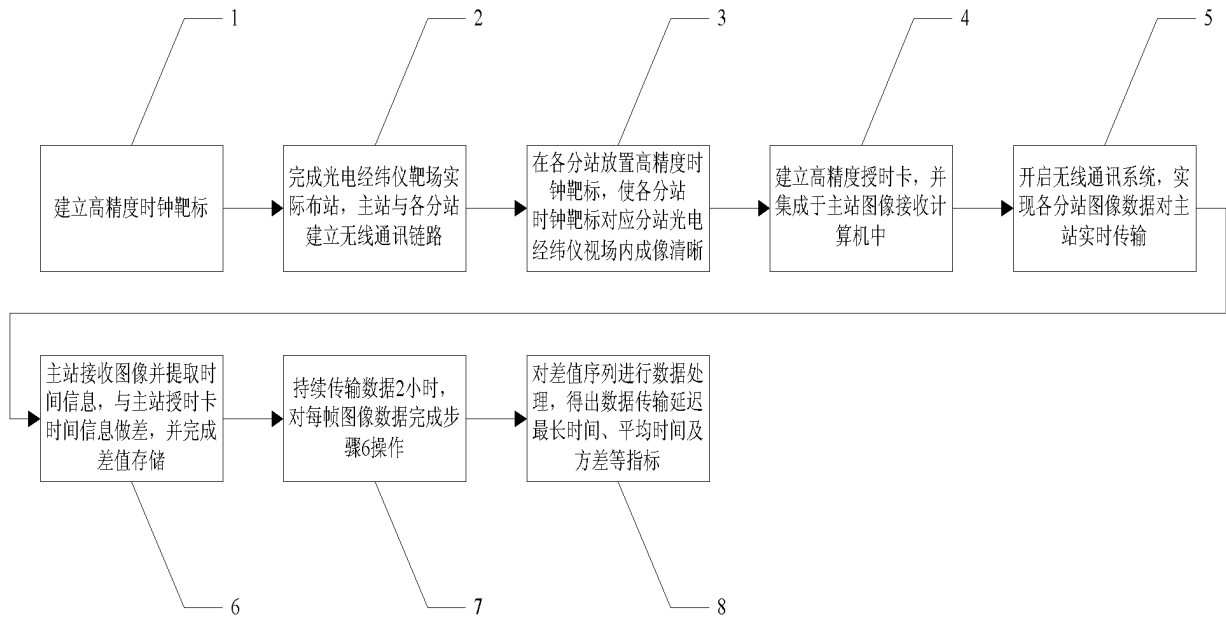 1
2
3
4
5
建立高精度时钟靶标
完成光电经纬仪靶场实
际布站，主站与各分站
建立无线通讯链路
在各分站放置高精度时
钟靶标，使各分站
时钟靶标对应分站光电
经纬仪视场内成像清晰
建立高精度授时卡，并
集成于主站图像接收计
算机中
开启无线通讯系统，实
现各分站图像数据对主
站实时传输
主站接收图像并提取时
间信息，与主站授时卡
时间信息做差，并完成
差值存储
持续传输数据2小时，
对每帧图像数据完成步
骤6操作
对差值序列进行数据处
理，得出数据传输延迟
最长时间、平均时间及
方差等指标
6
7
8